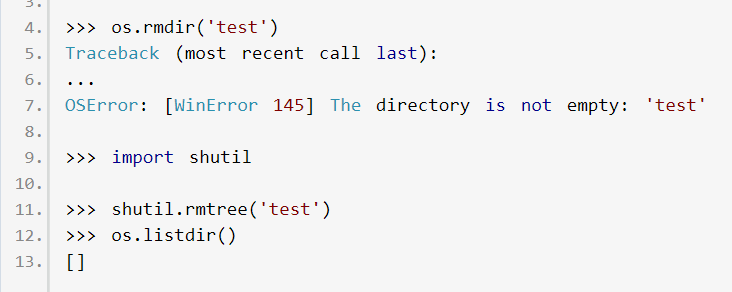 3.
4. >>> os.rmdir('test')
5. Traceback (most recent call last):
6. ...
7. OSError: [WinError 145] The directory is not empty: 'test'
8.
9. >>> import shutil
10.
11. >>> shutil.rmtree('test')
12. >>> os.listdir()
13. []